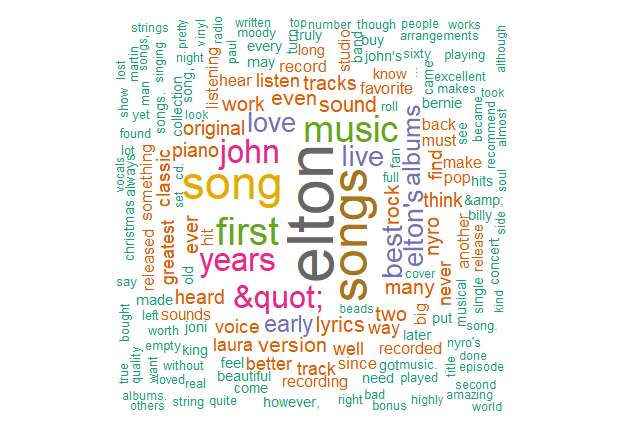 strings
pretty
vinyl
radio
written
moody
paul
top
every
turn
number
though
people
truly
long
band
buy
works
arrangements
john's
sixty
playing
although
lost
martin
songs,
singing
night
song,
listening
may
record
studio
know
...
came
excellent
makes
took
show
man
songs.
collection
hear
listen
tracks
favorite
bernie
became
recommend
almost
yet
look
work
even
sound
roll
back
see
found
original
love
music
albums
must
vocals
lot
always
something
classic
piano
cd.
set
john
elton
live
fan
full
find
make
pop
hits
soul
christmas
released
song
songs
rock
best
elton's
think
&amp;
greatest
ever
hit
first
nyro
billy
another
release
side
concert
old
years
cover
never
musical
single
kind
say
made
heard
&quot;
many
big
bought
left
sounds
beads
two
put
song.
worth
joni
voice
early
lyrics
way
later
nyro's
true
quality
empty
want
king
laura
version
well
since
recorded
title
done
episode
without
feel
better
track
gotmusic.
loved
real
beautiful
come
recording
need
played
second
albums.
others
string
quite
however,
right
bad
bonus
highly
amazing
world